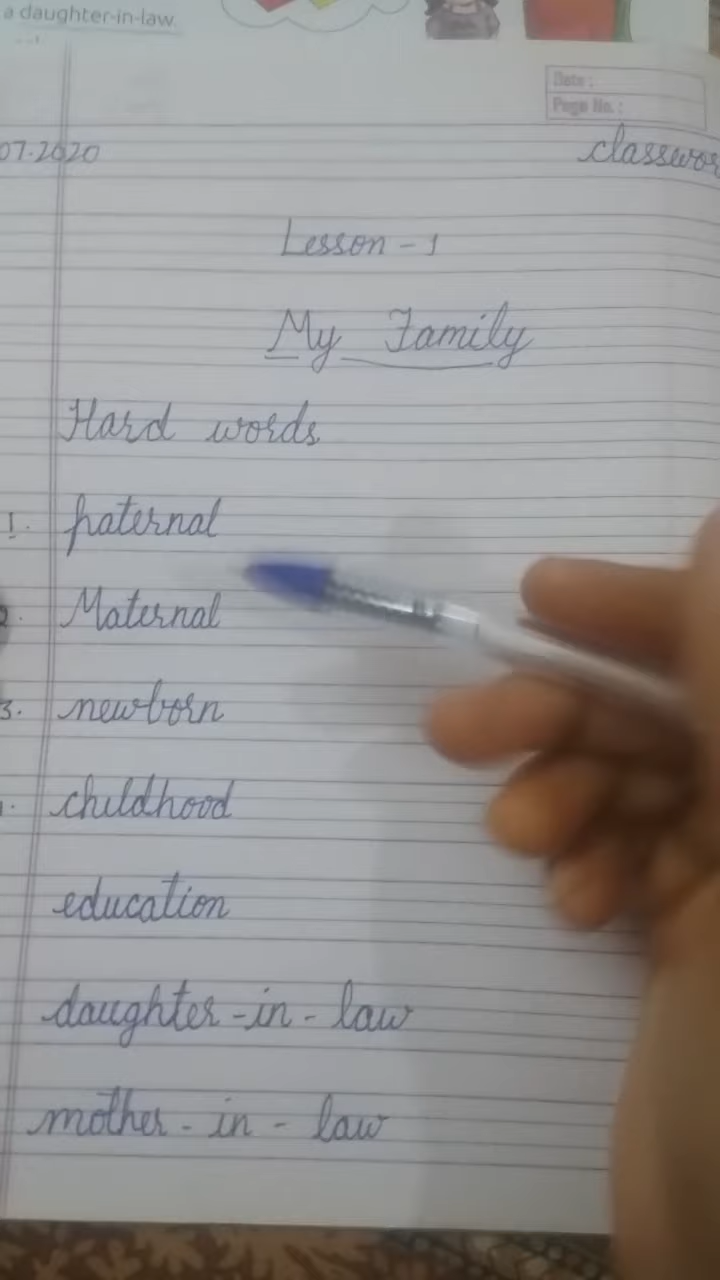 a daughter-in-law.
Date :
Page No. :
07.2020
classwor
Lesson - 1
My Family
Hard words
1. paternal
2. Maternal
3. newborn
childhood
education
daughter-in-law
mother-in-law